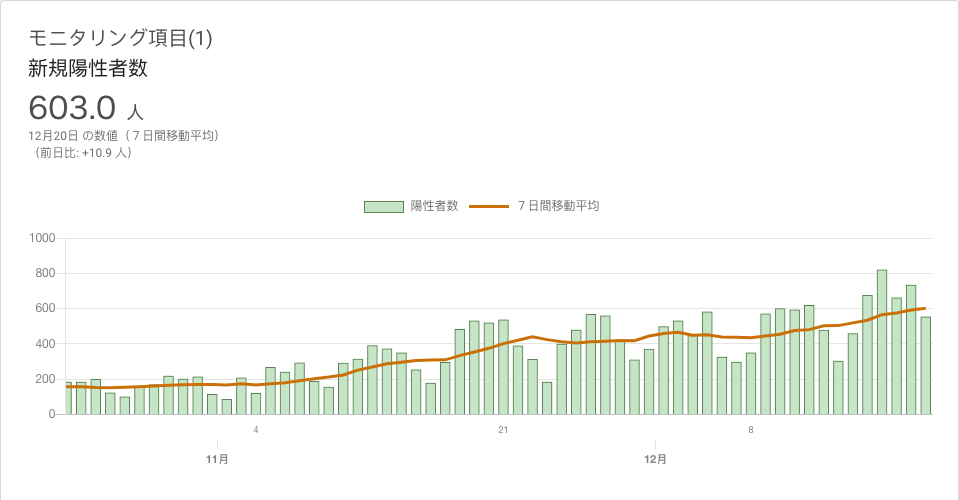 モニタリング項目(1)
新規陽性者数
603.0 人
12月20日 の数値（７日間移動平均）
（前日比: +10.9 人）
陽性者数 ７日間移動平均
1000
800
600
400
200
0
4 21 8
11月 12月